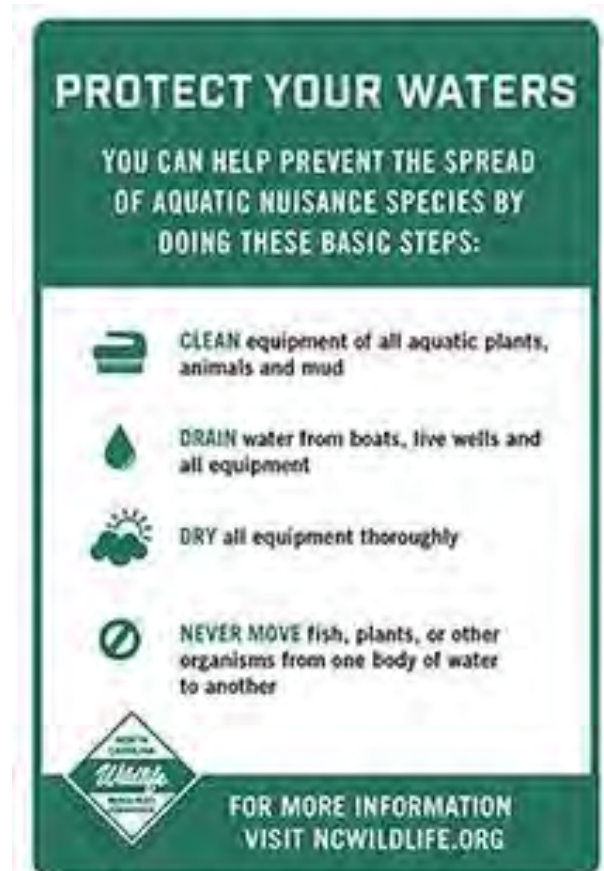 PROTECT YOUR WATERS
YOU CAN HELP PREVENT THE SPREAD
OF AQUATIC NUISANCE SPECIES BY
DOING THESE BASIC STEPS:
CLEAN equipment of all aquatic plants,
animals and mud
DRAIN water from boats, live wells and
all equipment
DRY all equipment thoroughly
NEVER MOVE fish, plants, or other
organisms from one body of water
to another
NORTH
CAROLINA
Wildlife
FOR MORE INFORMATION
VISIT NCWILDLIFE.ORG